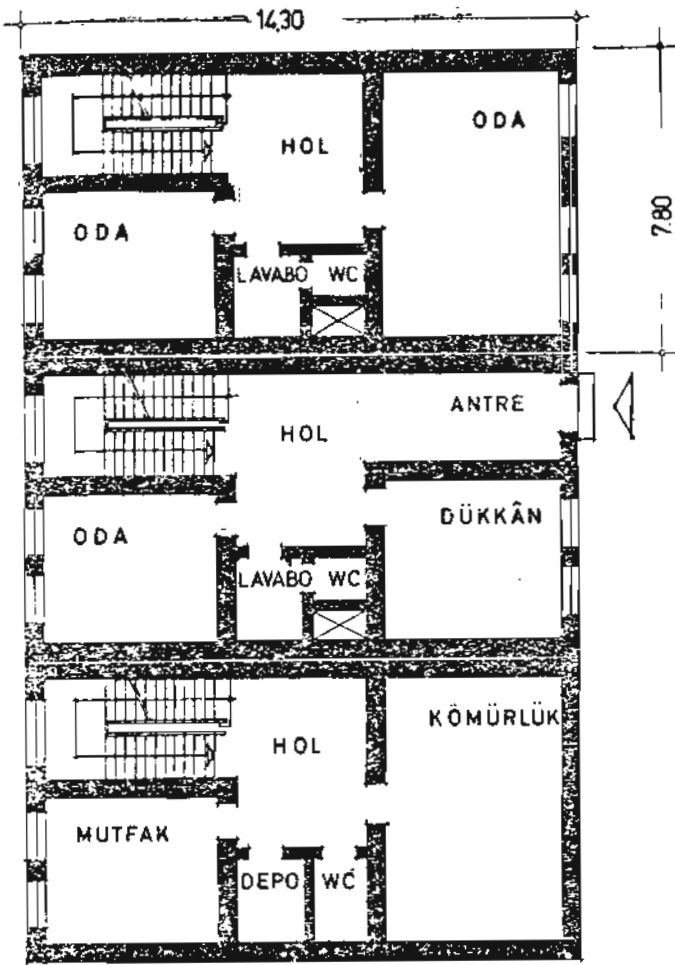 14,30
HOL
ODA
7.80
ODA
LAVABO WC
ANTRE
HOL
DÜKKÂN
ODA
LAVABO WC
KÖMÜRLÜK
HOL
MUTFAK
DEPO WC